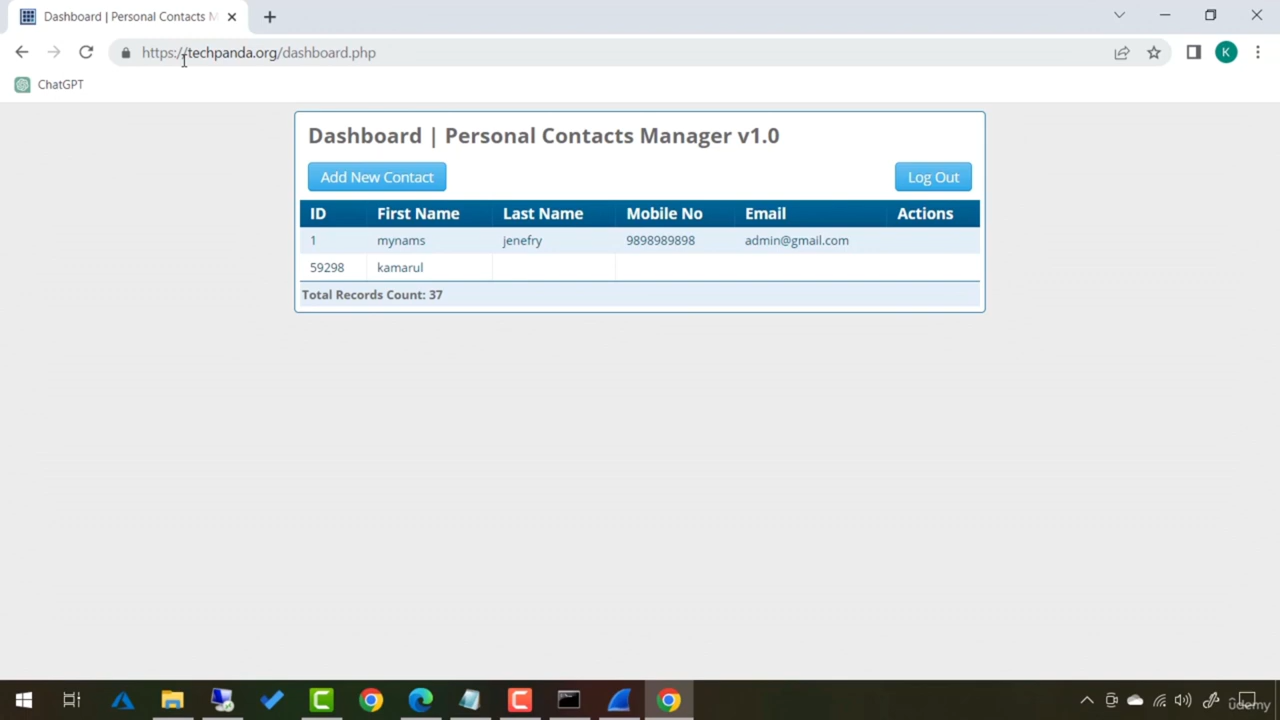 Dashboard | Personal Contacts M
https://techpanda.org/dashboard.php
K
ChatGPT
Dashboard | Personal Contacts Manager v1.0
Add New Contact
Log Out
ID First Name Last Name Mobile No Email Actions
1 mynams jenefry 9898989898 admin@gmail.com
59298 kamarul
Total Records Count: 37
udemy